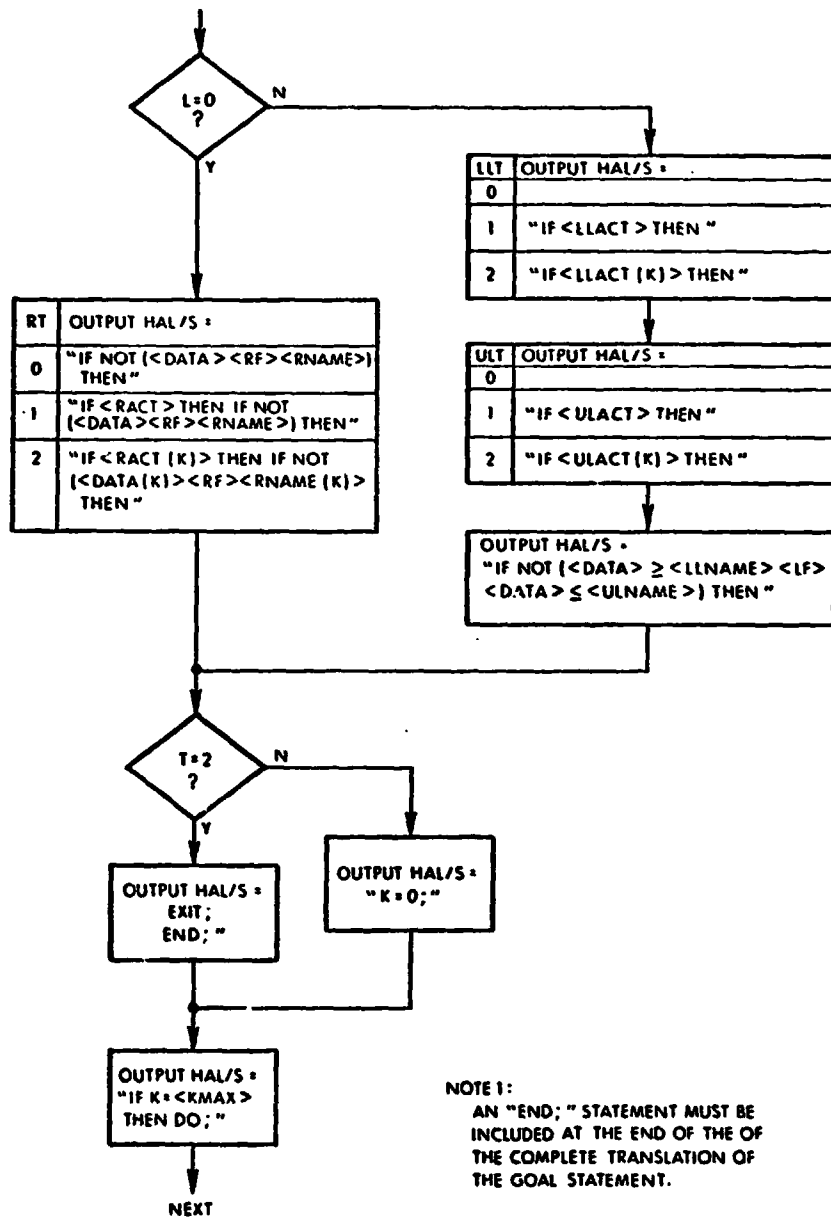 L=0
?
N
Y
LLT OUTPUT HAL/S =
0
1 "IF <LLACT> THEN "
2 "IF<LLACT (K)> THEN"
RT OUTPUT HAL/S =
0 "IF NOT (<DATA><RF><RNAME>)
THEN"
1 "IF<RACT> THEN IF NOT
(<DATA><RF><RNAME>) THEN"
2 "IF<RACT (K)> THEN IF NOT
(<DATA(K)><RF><RNAME (K)>
THEN"
ULT OUTPUT HAL/S =
0
1 "IF <ULACT> THEN"
2 "IF <ULACT(K)> THEN"
OUTPUT HAL/S =
"IF NOT (<DATA> ≥ <LLNAME> <LF>
<DATA> ≤ <ULNAME>) THEN"
T=2
?
N
Y
OUTPUT HAL/S =
EXIT;
END; "
OUTPUT HAL/S =
"K=0;"
OUTPUT HAL/S =
"IF K=<KMAX>
THEN DO;"
NEXT
NOTE 1:
AN "END;" STATEMENT MUST BE
INCLUDED AT THE END OF THE OF
THE COMPLETE TRANSLATION OF
THE GOAL STATEMENT.